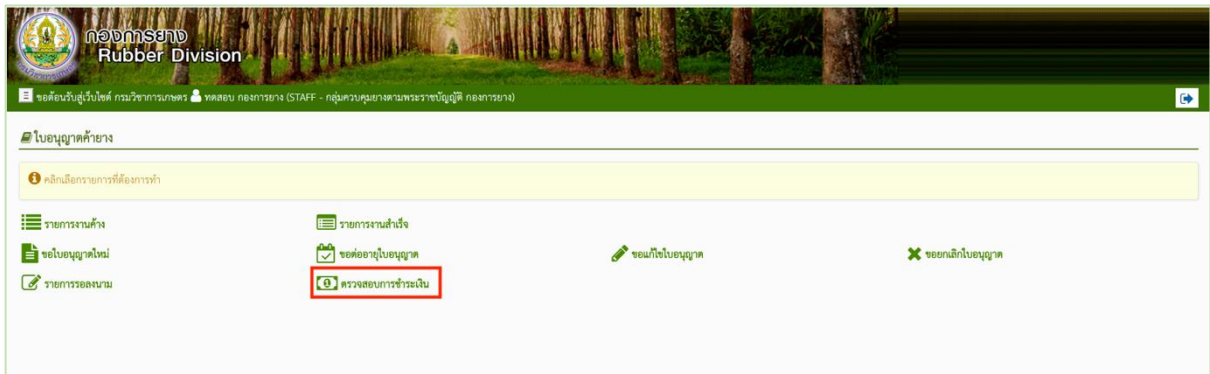 กองการยาง
Rubber Division
ขอต้อนรับสู่เว็บไซต์ กรมวิชาการเกษตร ทดสอบ กองการยาง (STAFF - กลุ่มควบคุมยางตามพระราชบัญญัติ กองการยาง)
ใบอนุญาตค้ายาง
คลิกเลือกรายการที่ต้องการทำ
รายการงานค้าง รายการงานสำเร็จ
ขอใบอนุญาตใหม่ ขอต่ออายุใบอนุญาต ขอแก้ไขใบอนุญาต ขอยกเลิกใบอนุญาต
รายการรอลงนาม ตรวจสอบการชำระเงิน